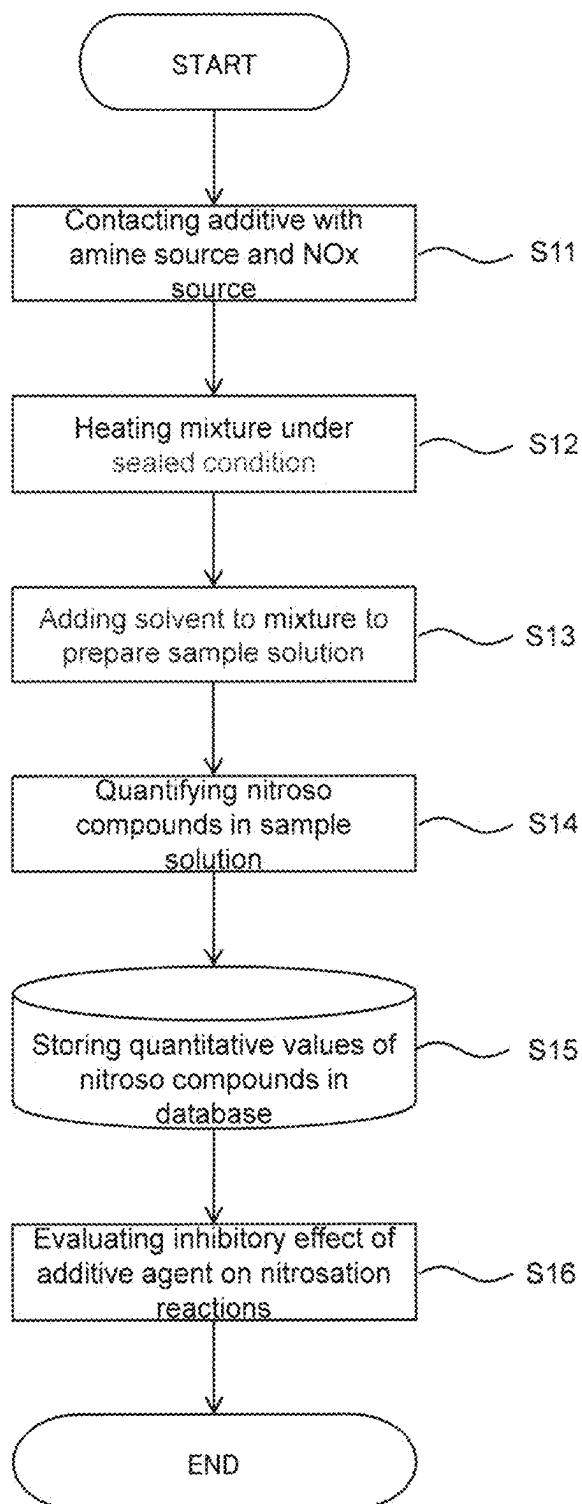 START
Contacting additive with
amine source and NOx
source
S11
Heating mixture under
sealed condition
S12
Adding solvent to mixture to
prepare sample solution
S13
Quantifying nitroso
compounds in sample
solution
S14
Storing quantitative values of
nitroso compounds in
database
S15
Evaluating inhibitory effect of
additive agent on nitrosation
reactions
S16
END